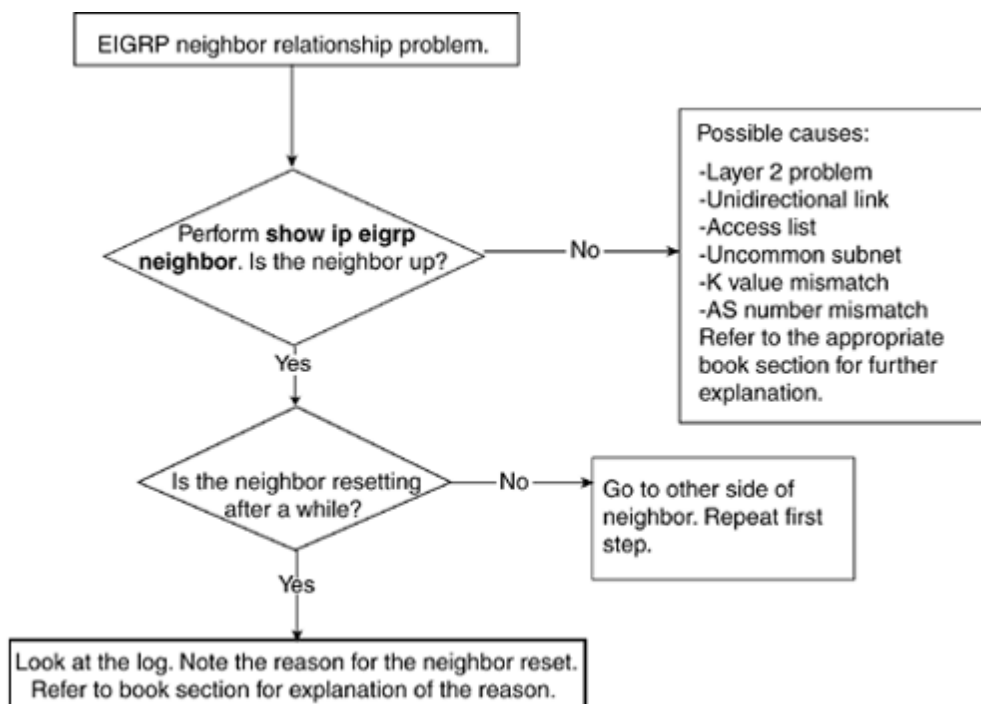 EIGRP neighbor relationship problem.
Perform show ip eigrp
neighbor. Is the neighbor up?
No
Possible causes:
-Layer 2 problem
-Unidirectional link
-Access list
-Uncommon subnet
-K value mismatch
-AS number mismatch
Refer to the appropriate
book section for further
explanation.
Yes
Is the neighbor resetting
after a while?
No
Go to other side of
neighbor. Repeat first
step.
Yes
Look at the log. Note the reason for the neighbor reset.
Refer to book section for explanation of the reason.